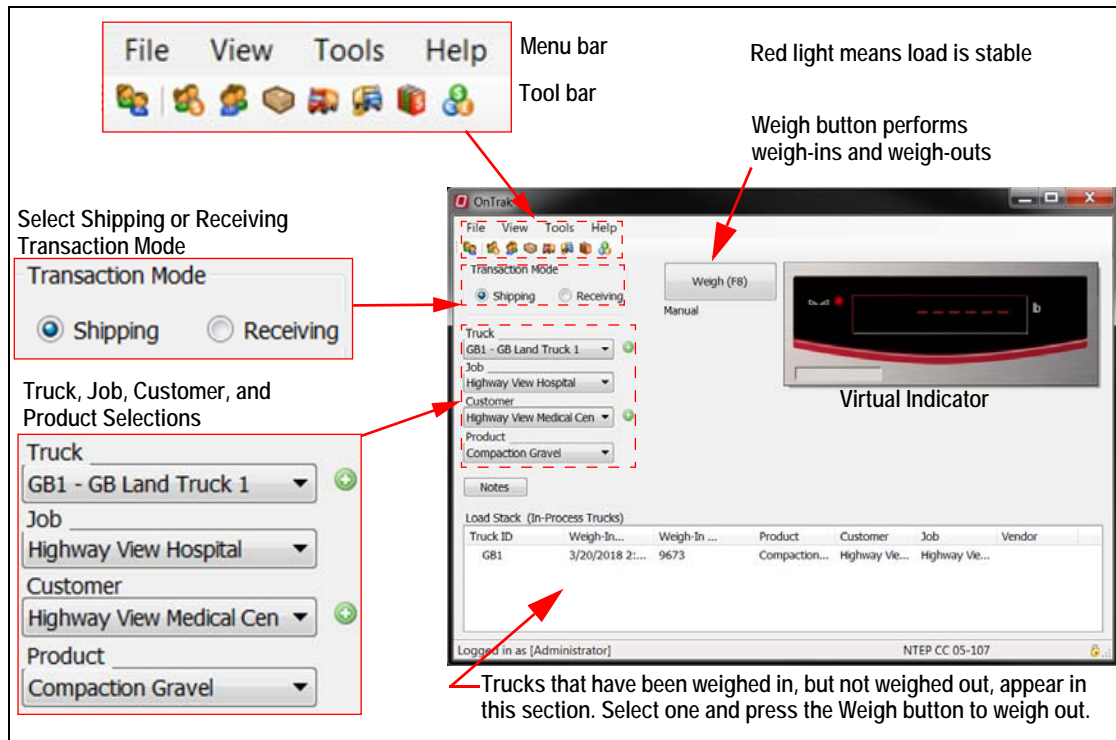 File View Tools Help
Menu bar
Tool bar
Red light means load is stable
Weigh button performs
weigh-ins and weigh-outs
Select Shipping or Receiving
Transaction Mode
Transaction Mode
Shipping Receiving
Truck, Job, Customer, and
Product Selections
Truck
GB1 - GB Land Truck 1
Job
Highway View Hospital
Customer
Highway View Medical Cen
Product
Compaction Gravel
OnTrak
File View Tools Help
Transaction Mode
Shipping Receiving
Weigh (F8)
Manual
Truck
GB1 - GB Land Truck 1
Job
Highway View Hospital
Customer
Highway View Medical Cen
Product
Compaction Gravel
Notes
------ lb
Virtual Indicator
Load Stack (In-Process Trucks)
Truck ID Weigh-In... Weigh-In ... Product Customer Job Vendor
GB1 3/20/2018 2:... 9673 Compaction... Highway Vie... Highway Vie...
Logged in as [Administrator] NTEP CC 05-107
Trucks that have been weighed in, but not weighed out, appear in
this section. Select one and press the Weigh button to weigh out.